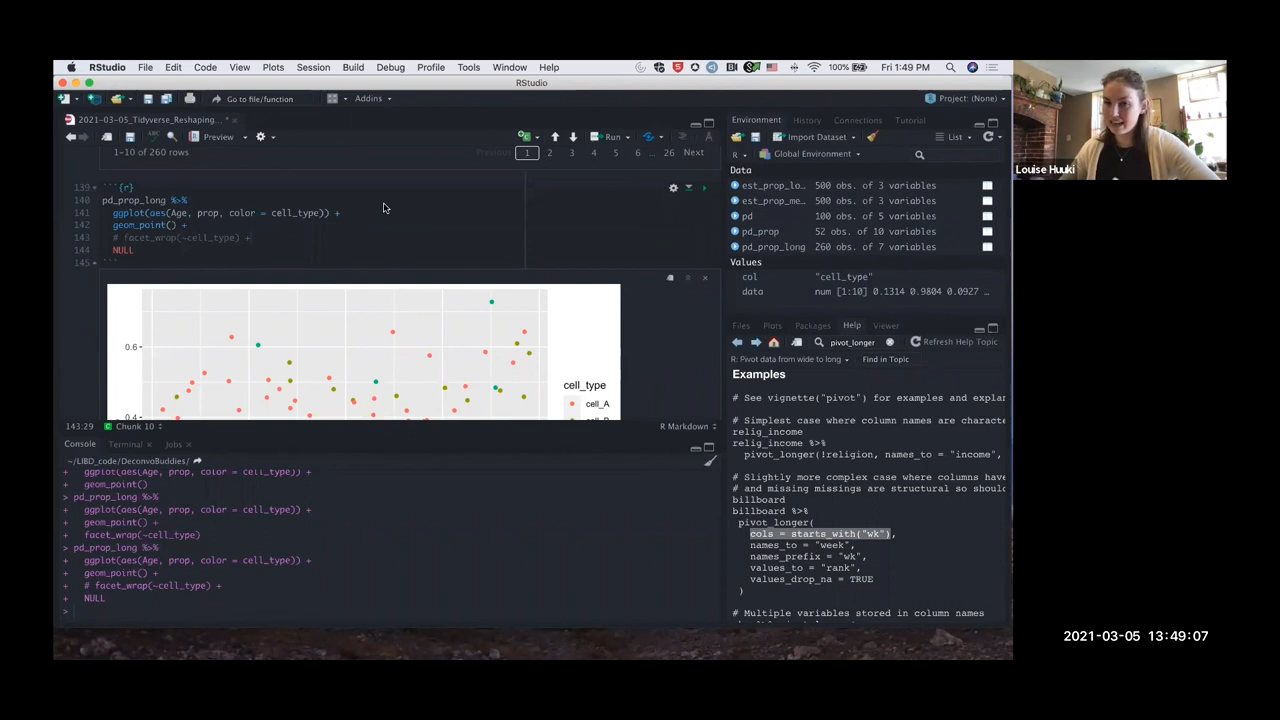 RStudio File Edit Code View Plots Session Build Debug Profile Tools Window Help 100% Fri 1:49 PM
RStudio
Go to file/function Addins Project: (None)
2021-03-05_Tidyverse_Reshaping...*
Preview Run
1-10 of 260 rows Previous 1 2 3 4 5 6 ... 26 Next
139 ```{r}
140 pd_prop_long %>%
141 ggplot(aes(Age, prop, color = cell_type)) +
142 geom_point() +
143 # facet_wrap(~cell_type) +
144 NULL
145 ```
0.6
0.4
cell_type
cell_A
143:29 Chunk 10 R Markdown
Console Terminal Jobs
~/LIBD_code/DeconvoBuddies/
+ ggplot(aes(Age, prop, color = cell_type)) +
+ geom_point()
> pd_prop_long %>%
+ ggplot(aes(Age, prop, color = cell_type)) +
+ geom_point() +
+ facet_wrap(~cell_type)
> pd_prop_long %>%
+ ggplot(aes(Age, prop, color = cell_type)) +
+ geom_point() +
+ # facet_wrap(~cell_type) +
+ NULL
>
Environment History Connections Tutorial
Import Dataset List
R Global Environment
Data
est_prop_lo... 500 obs. of 3 variables
est_prop_me... 500 obs. of 3 variables
pd 100 obs. of 5 variables
pd_prop 52 obs. of 10 variables
pd_prop_long 260 obs. of 7 variables
Values
col "cell_type"
data num [1:10] 0.1314 0.9804 0.0927 ...
Files Plots Packages Help Viewer
pivot_longer Refresh Help Topic
R: Pivot data from wide to long Find in Topic
Examples
# See vignette("pivot") for examples and explan
# Simplest case where column names are characte
relig_income
relig_income %>%
pivot_longer(!religion, names_to = "income",
# Slightly more complex case where columns have
# and missing missings are structural so should
billboard
billboard %>%
pivot_longer(
cols = starts_with("wk"),
names_to = "week",
names_prefix = "wk",
values_to = "rank",
values_drop_na = TRUE
)
# Multiple variables stored in column names
Louise Huuki
2021-03-05 13:49:07